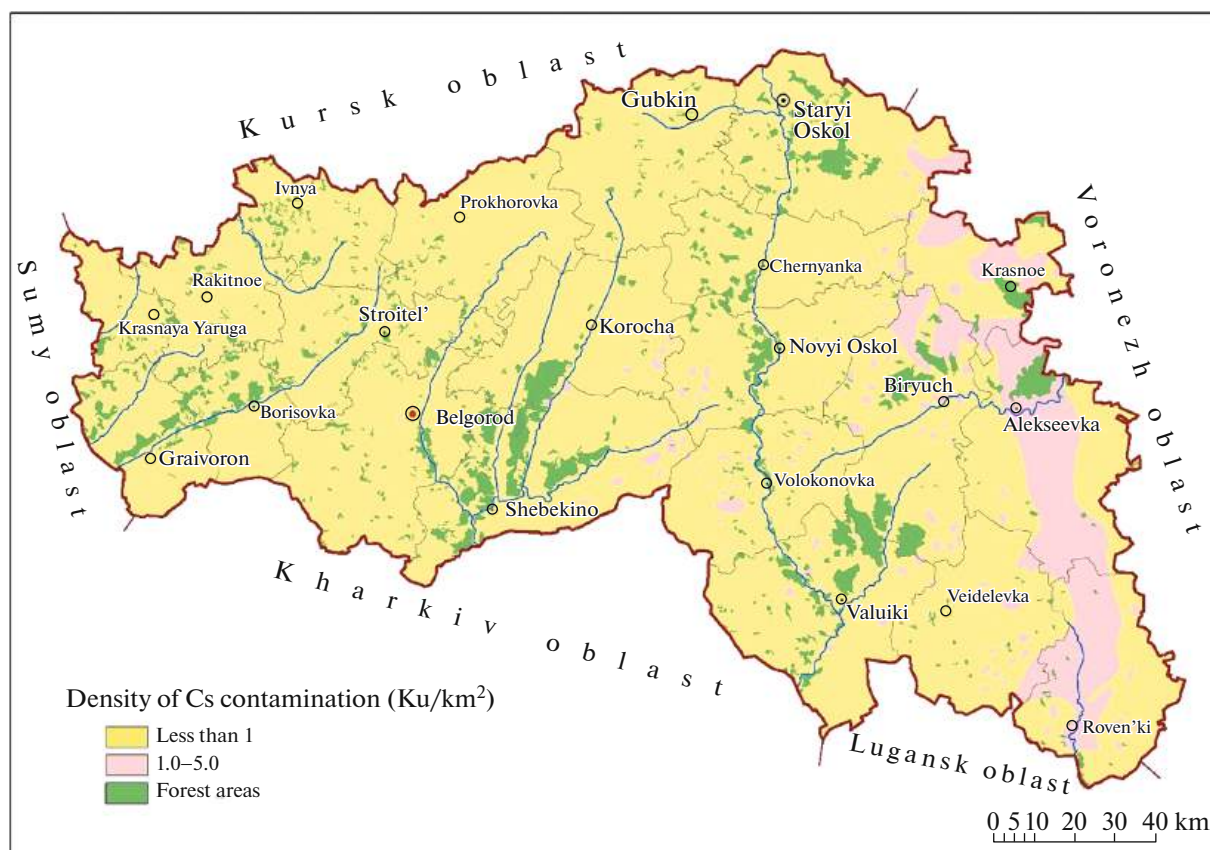 Kursk oblast
Gubkin
Staryi
Oskol
Ivnya
Prokhorovka
Voronezh oblast
Sumy oblast
Chernyanka
Krasnoe
Rakitnoe
Krasnaya Yaruga
Stroitel’
Korocha
Novyi Oskol
Biryuch
Borisovka
Belgorod
Alekseevka
Graivoron
Volokonovka
Shebekino
Kharkiv oblast
Valuiki
Veidelevka
Roven’ki
Lugansk oblast
Density of Cs contamination (Ku/km²)
Less than 1
1.0–5.0
Forest areas
0 5 10 20 30 40 km